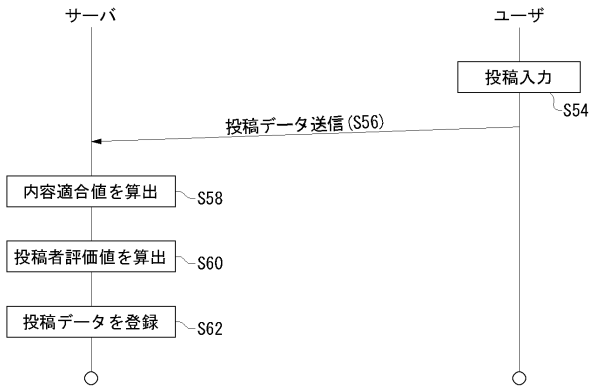 サーバ
ユーザ
投稿入力
S54
投稿データ送信(S56)
内容適合値を算出
S58
投稿者評価値を算出
S60
投稿データを登録
S62